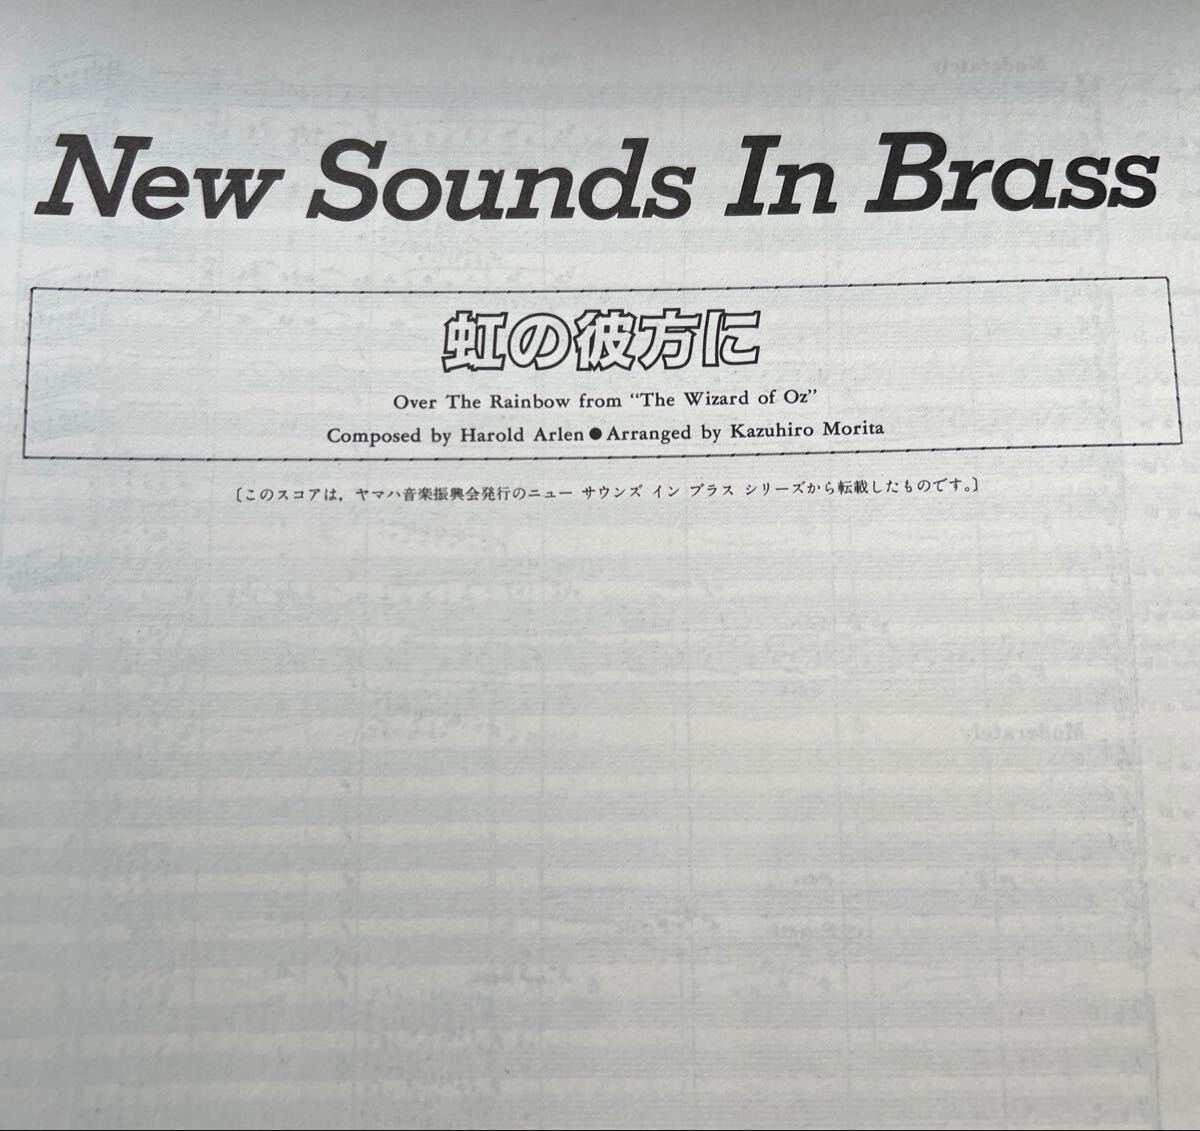 New Sounds In Brass
虹の彼方に
Over The Rainbow from “The Wizard of Oz”
Composed by Harold Arlen●Arranged by Kazuhiro Morita
〔このスコアは，ヤマハ音楽振興会発行のニュー サウンズ イン ブラス シリーズから転載したものです。〕
Moderately
Moderately